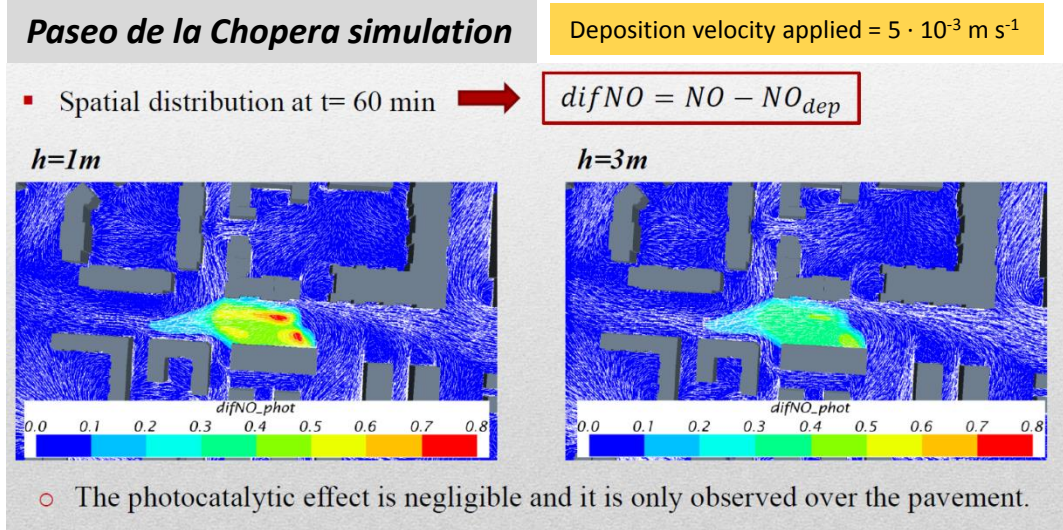 Paseo de la Chopera simulation
Deposition velocity applied = 5 · 10⁻³ m s⁻¹
▪ Spatial distribution at t= 60 min
difNO = NO − NO_dep
h=1m
h=3m
difNO_phot
0.0 0.1 0.2 0.3 0.4 0.5 0.6 0.7 0.8
difNO_phot
0.0 0.1 0.2 0.3 0.4 0.5 0.6 0.7 0.8
○ The photocatalytic effect is negligible and it is only observed over the pavement.